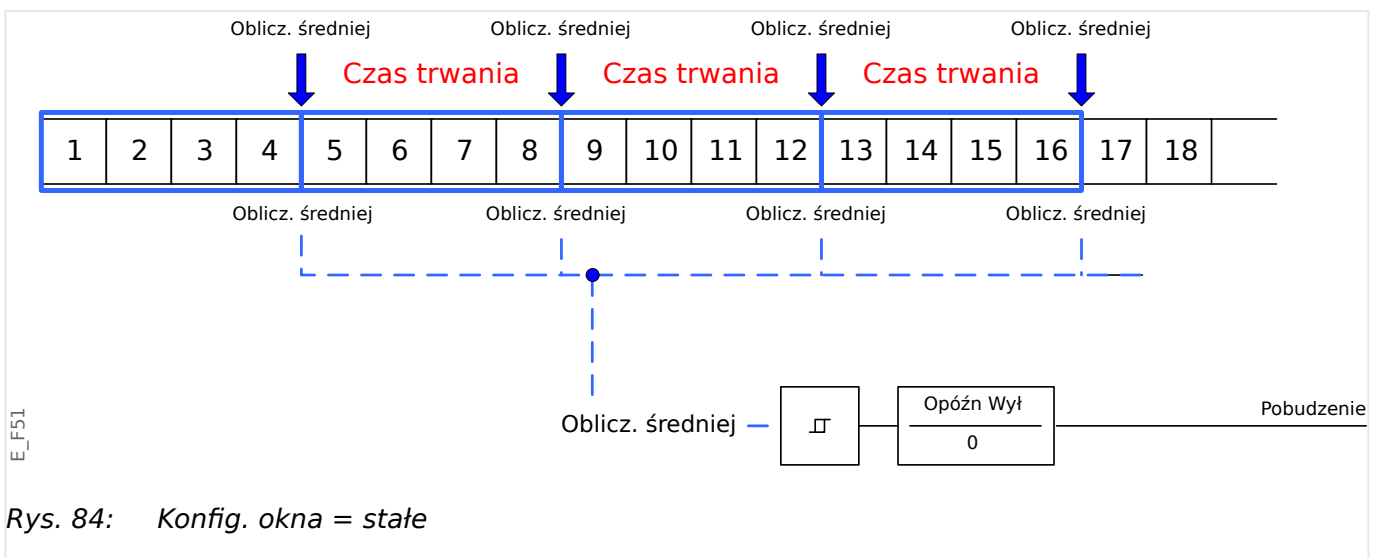 Oblicz. średniej Oblicz. średniej Oblicz. średniej Oblicz. średniej
Czas trwania Czas trwania Czas trwania
1 2 3 4 5 6 7 8 9 10 11 12 13 14 15 16 17 18
Oblicz. średniej Oblicz. średniej Oblicz. średniej Oblicz. średniej
Opóźn Wył
Pobudzenie
Oblicz. średniej
0
E_F51
Rys. 84: Konfig. okna = stałe